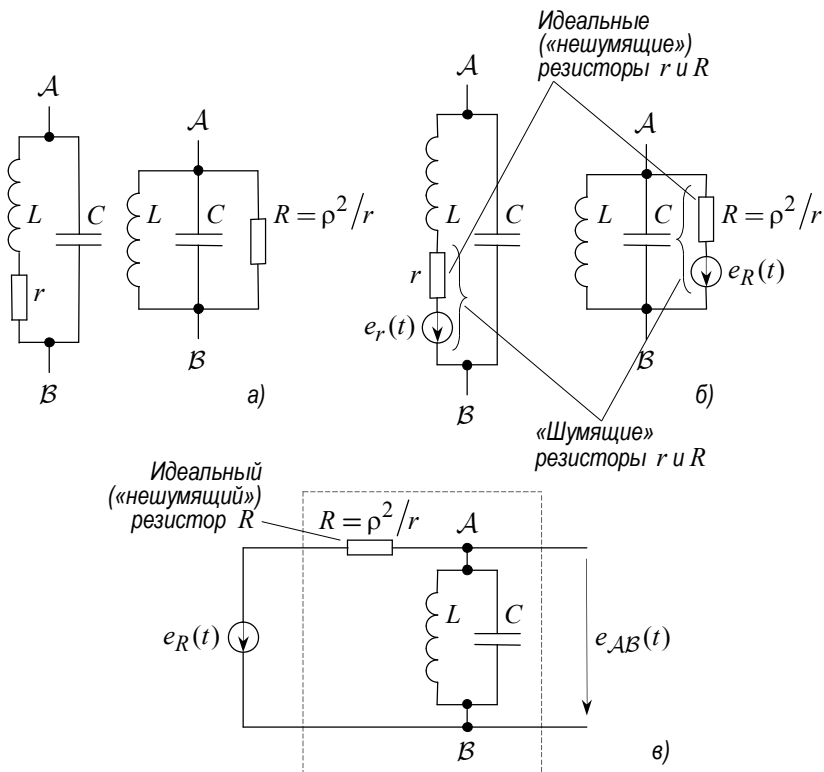 Идеальные
(«нешумящие»)
резисторы r и R
𝒜
L
C
r
ℬ
𝒜
L
C
R = ρ²/r
ℬ
а)
𝒜
L
C
r
e_r(t)
ℬ
𝒜
L
C
R = ρ²/r
e_R(t)
ℬ
б)
«Шумящие»
резисторы r и R
Идеальный
(«нешумящий»)
резистор R
R = ρ²/r
𝒜
L
C
e_R(t)
e_𝒜ℬ(t)
ℬ
в)